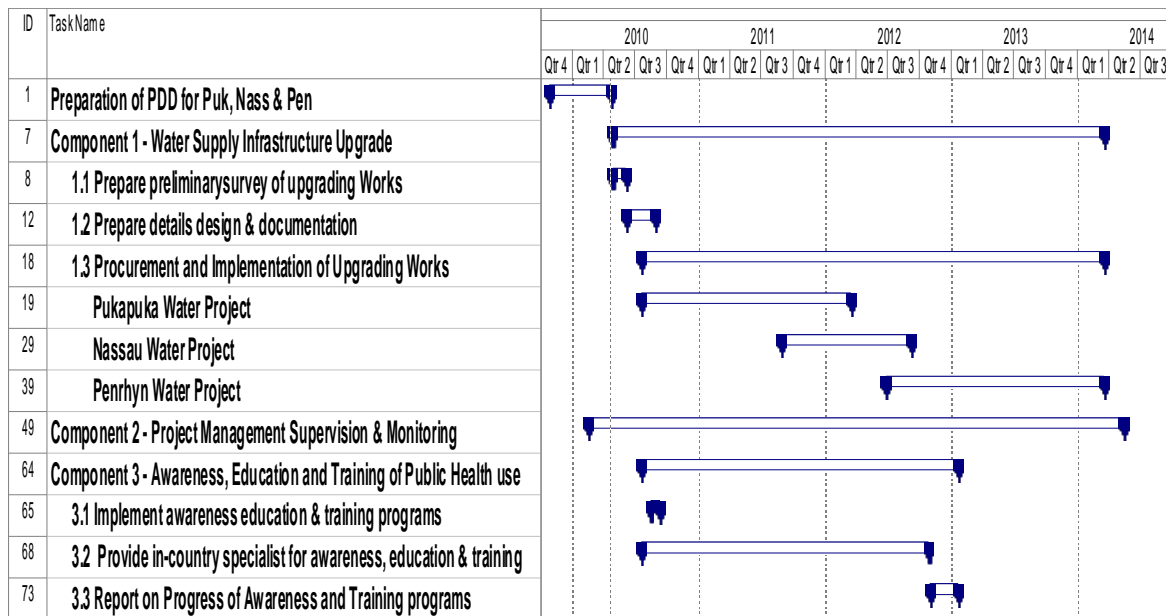 ID TaskName
2010 2011 2012 2013 2014
Qtr 4 Qtr 1 Qtr 2 Qtr 3 Qtr 4 Qtr 1 Qtr 2 Qtr 3 Qtr 4 Qtr 1 Qtr 2 Qtr 3 Qtr 4 Qtr 1 Qtr 2 Qtr 3 Qtr 4 Qtr 1 Qtr 2 Qtr 3
1 Preparation of PDD for Puk, Nass & Pen
7 Component 1 - Water Supply Infrastructure Upgrade
8 1.1 Prepare preliminarysurvey of upgrading Works
12 1.2 Prepare details design & documentation
18 1.3 Procurement and Implementation of Upgrading Works
19 Pukapuka Water Project
29 Nassau Water Project
39 Penrhyn Water Project
49 Component 2 - Project Management Supervision & Monitoring
64 Component 3 - Awareness, Education and Training of Public Health use
65 3.1 Implement awareness education & training programs
68 3.2 Provide in-country specialist for awareness, education & training
73 3.3 Report on Progress of Awareness and Training programs